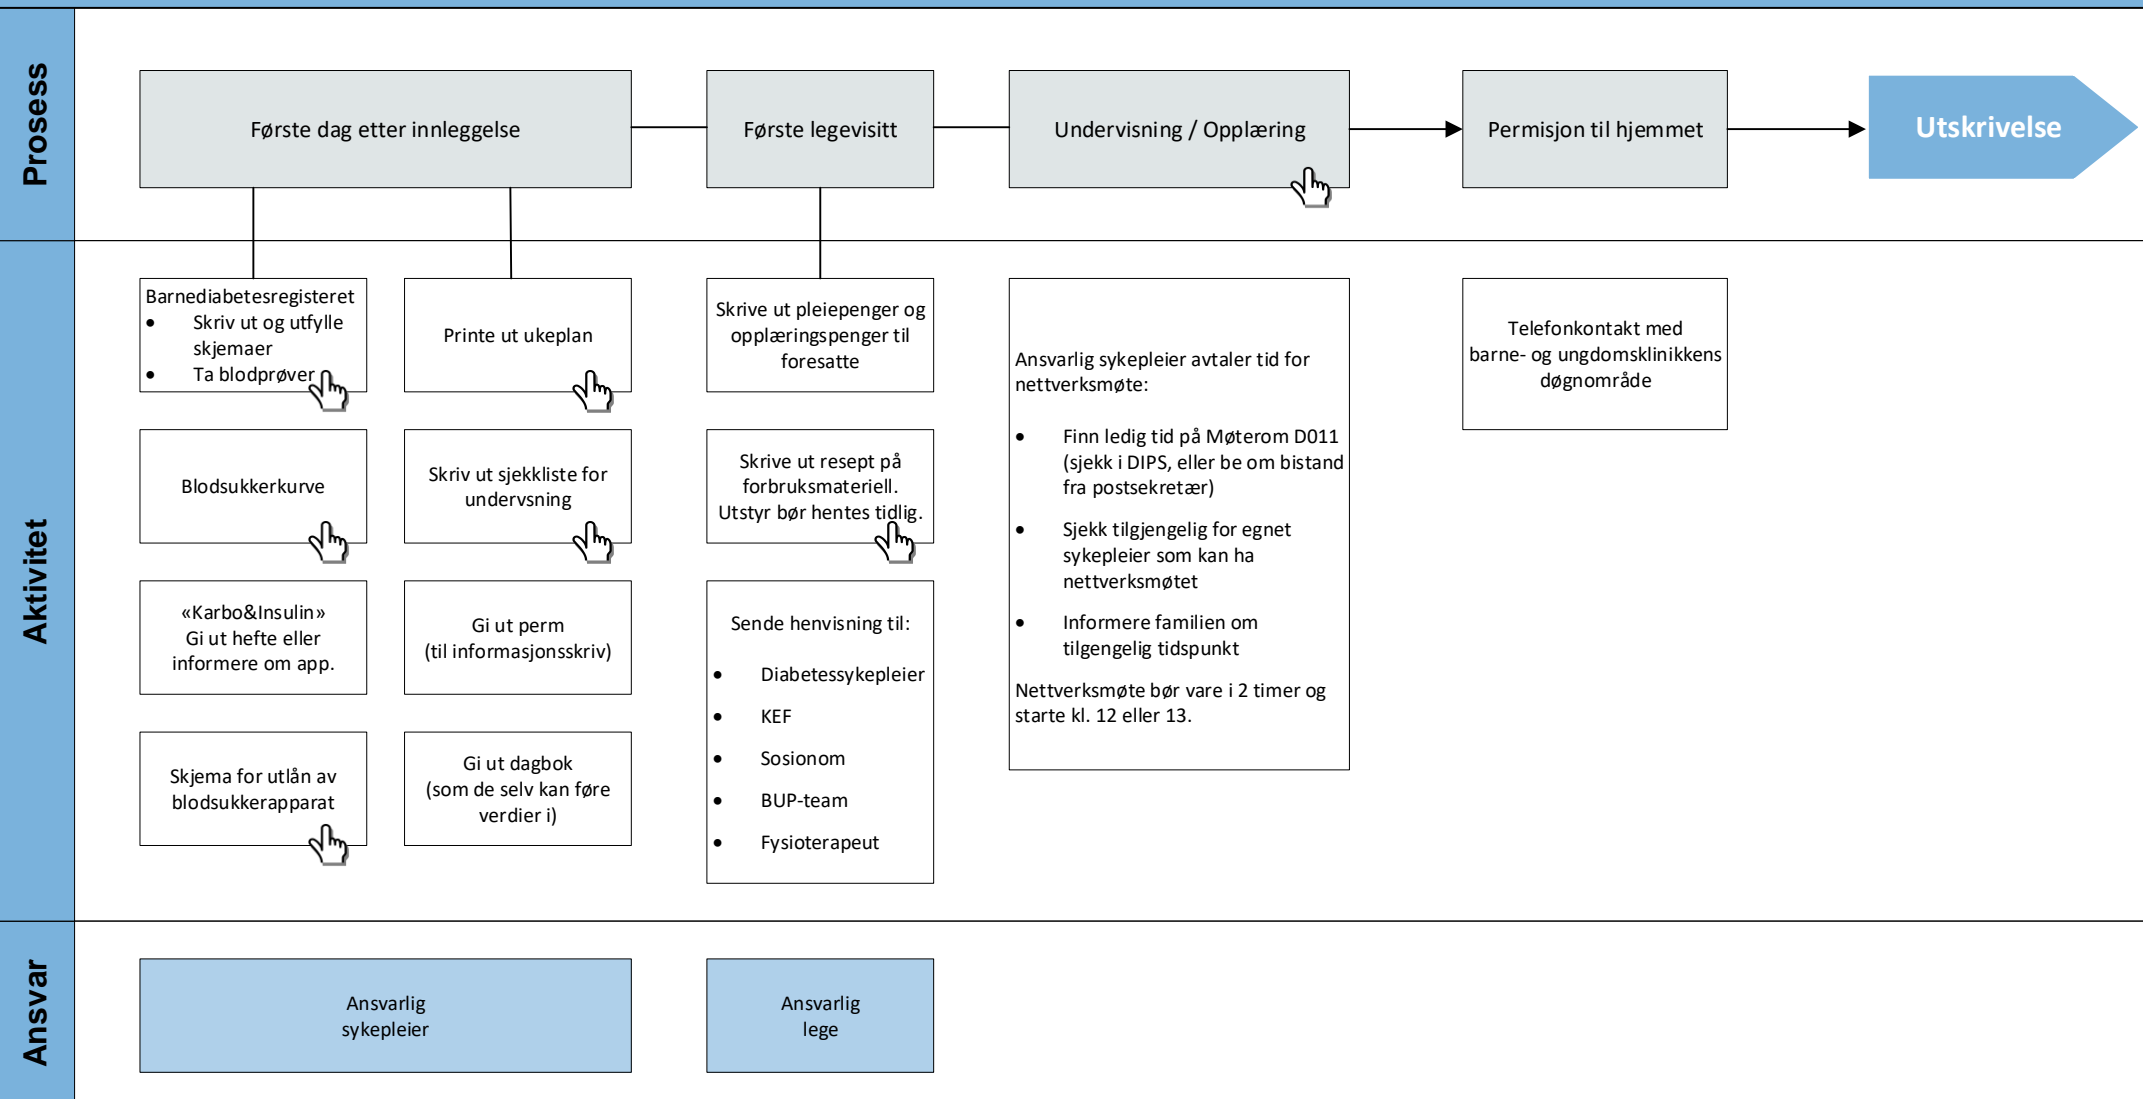 Prosess
Første dag etter innleggelse
Første legevisitt
Undervisning / Opplæring
Permisjon til hjemmet
Utskrivelse
Aktivitet
Barnediabetesregisteret
• Skriv ut og utfylle
skjemaer
• Ta blodprøver
Blodsukkerkurve
«Karbo&Insulin»
Gi ut hefte eller
informere om app.
Skjema for utlån av
blodsukkerapparat
Printe ut ukeplan
Skriv ut sjekkliste for
undervsning
Gi ut perm
(til informasjonsskriv)
Gi ut dagbok
(som de selv kan føre
verdier i)
Skrive ut pleiepenger og
opplæringspenger til
foresatte
Skrive ut resept på
forbruksmateriell.
Utstyr bør hentes tidlig.
Sende henvisning til:
• Diabetessykepleier
• KEF
• Sosionom
• BUP-team
• Fysioterapeut
Ansvarlig sykepleier avtaler tid for
nettverksmøte:
• Finn ledig tid på Møterom D011
(sjekk i DIPS, eller be om bistand
fra postsekretær)
• Sjekk tilgjengelig for egnet
sykepleier som kan ha
nettverksmøtet
• Informere familien om
tilgengelig tidspunkt
Nettverksmøte bør vare i 2 timer og
starte kl. 12 eller 13.
Telefonkontakt med
barne- og ungdomsklinikkens
døgnområde
Ansvar
Ansvarlig
sykepleier
Ansvarlig
lege